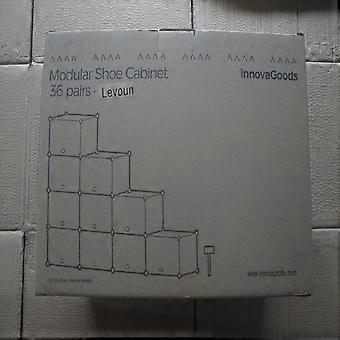 Modular Shoe Cabinet
36 pairs • Levoun
InnovaGoods
www.innovagoods.com